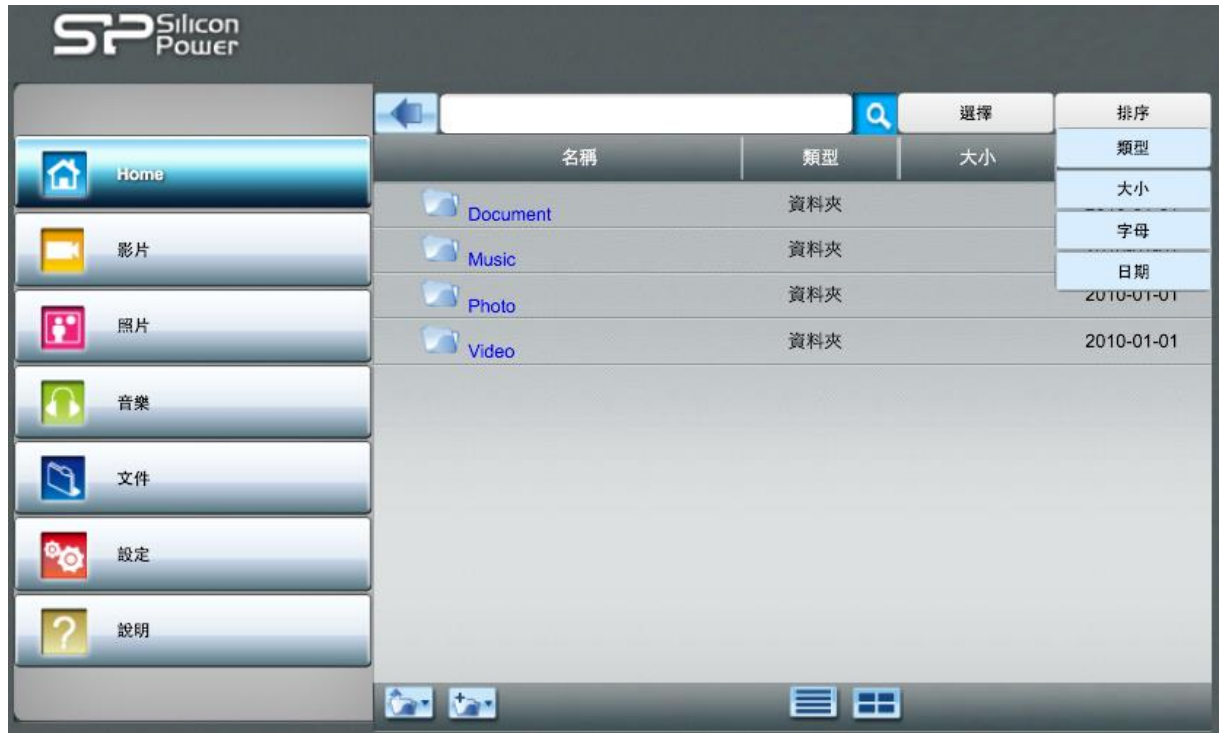 Silicon
Power
選擇
排序
名稱
類型
大小
類型
大小
字母
日期
Home
影片
照片
音樂
文件
設定
說明
Document
資料夾
Music
資料夾
Photo
資料夾
2010-01-01
Video
資料夾
2010-01-01